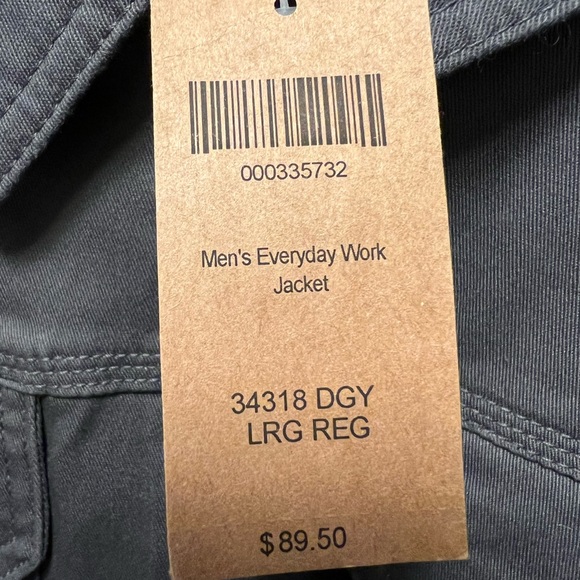 000335732
Men's Everyday Work
Jacket
34318 DGY
LRG REG
$89.50